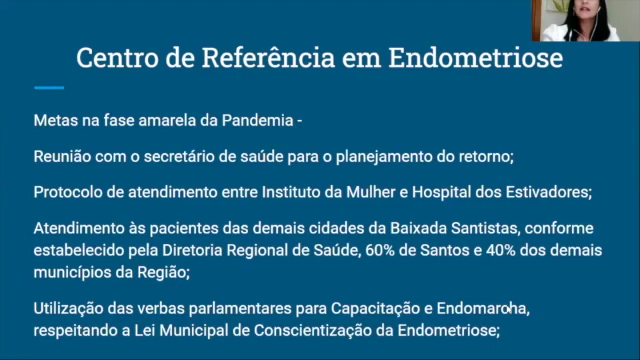 Centro de Referência em Endometriose
Metas na fase amarela da Pandemia -
Reunião com o secretário de saúde para o planejamento do retorno;
Protocolo de atendimento entre Instituto da Mulher e Hospital dos Estivadores;
Atendimento às pacientes das demais cidades da Baixada Santistas, conforme
estabelecido pela Diretoria Regional de Saúde, 60% de Santos e 40% dos demais
municípios da Região;
Utilização das verbas parlamentares para Capacitação e Endomarcha,
respeitando a Lei Municipal de Conscientização da Endometriose;